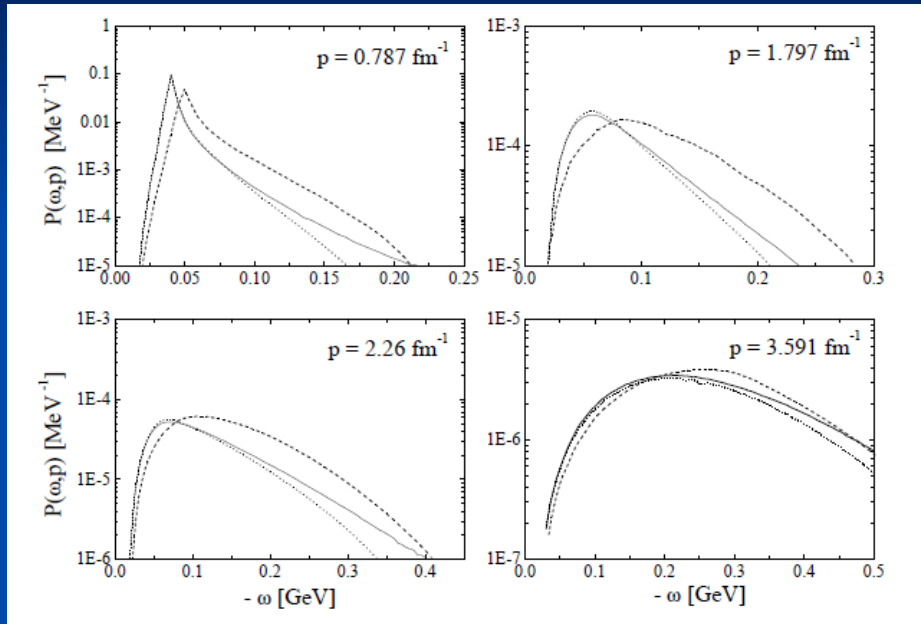 1
0.1
0.01
1E-3
1E-4
1E-5
P(ω,p) [MeV⁻¹]
p = 0.787 fm⁻¹
0.00 0.05 0.10 0.15 0.20 0.25
1E-3
1E-4
1E-5
p = 1.797 fm⁻¹
0.0 0.1 0.2 0.3
1E-3
1E-4
1E-5
1E-6
P(ω,p) [MeV⁻¹]
p = 2.26 fm⁻¹
0.0 0.1 0.2 0.3 0.4
- ω [GeV]
1E-5
1E-6
1E-7
p = 3.591 fm⁻¹
0.0 0.1 0.2 0.3 0.4 0.5
- ω [GeV]